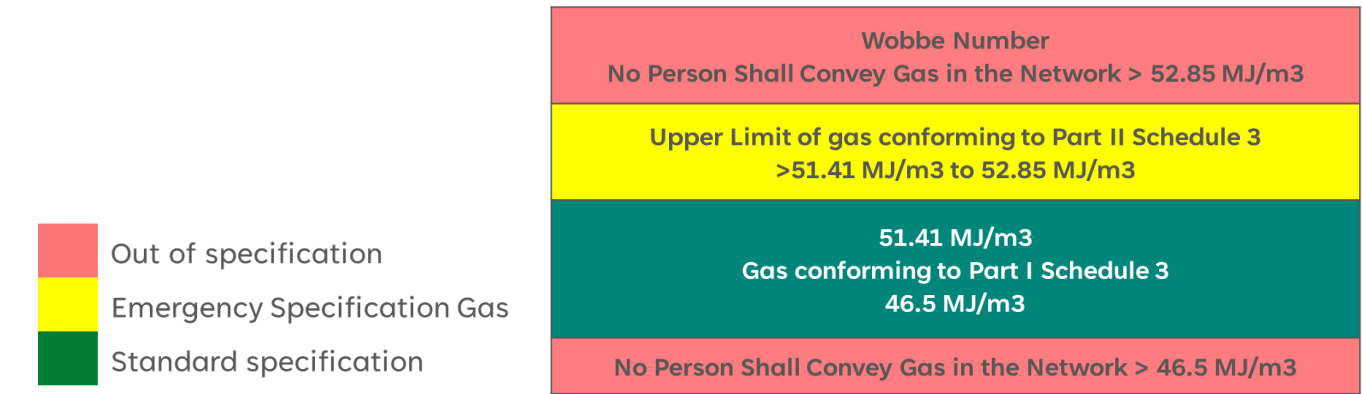 Wobbe Number
No Person Shall Convey Gas in the Network > 52.85 MJ/m3
Upper Limit of gas conforming to Part II Schedule 3
>51.41 MJ/m3 to 52.85 MJ/m3
51.41 MJ/m3
Gas conforming to Part I Schedule 3
46.5 MJ/m3
No Person Shall Convey Gas in the Network > 46.5 MJ/m3
Out of specification
Emergency Specification Gas
Standard specification